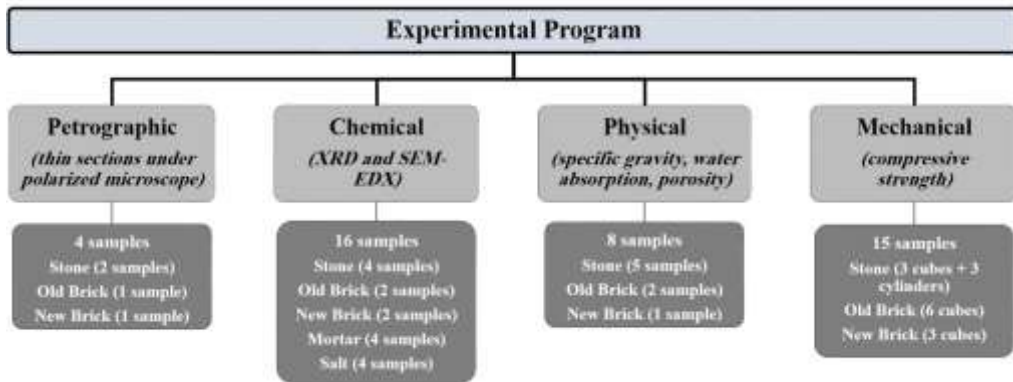 Experimental Program
Petrographic
(thin sections under
polarized microscope)
4 samples
Stone (2 samples)
Old Brick (1 sample)
New Brick (1 sample)
Chemical
(XRD and SEM-
EDX)
16 samples
Stone (4 samples)
Old Brick (2 samples)
New Brick (2 samples)
Mortar (4 samples)
Salt (4 samples)
Physical
(specific gravity, water
absorption, porosity)
8 samples
Stone (5 samples)
Old Brick (2 samples)
New Brick (1 sample)
Mechanical
(compressive
strength)
15 samples
Stone (3 cubes + 3
cylinders)
Old Brick (6 cubes)
New Brick (3 cubes)